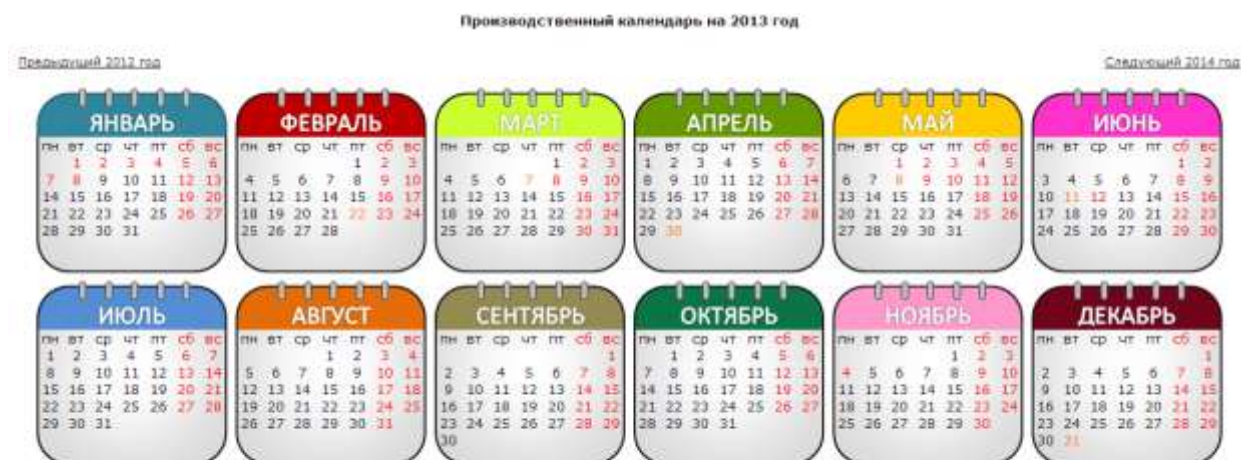 Производственный календарь на 2013 год
Предыдущий 2012 год Следующий 2014 год
ЯНВАРЬ ФЕВРАЛЬ МАРТ АПРЕЛЬ МАЙ ИЮНЬ
пн вт ср чт пт сб вс пн вт ср чт пт сб вс пн вт ср чт пт сб вс пн вт ср чт пт сб вс пн вт ср чт пт сб вс пн вт ср чт пт сб вс
1 2 3 4 5 6 1 2 3 1 2 3 1 2 3 4 5 6 7 1 2 3 4 5 1 2
7 8 9 10 11 12 13 4 5 6 7 8 9 10 4 5 6 7 8 9 10 8 9 10 11 12 13 14 6 7 8 9 10 11 12 3 4 5 6 7 8 9
14 15 16 17 18 19 20 11 12 13 14 15 16 17 11 12 13 14 15 16 17 15 16 17 18 19 20 21 13 14 15 16 17 18 19 10 11 12 13 14 15 16
21 22 23 24 25 26 27 18 19 20 21 22 23 24 18 19 20 21 22 23 24 22 23 24 25 26 27 28 20 21 22 23 24 25 26 17 18 19 20 21 22 23
28 29 30 31 25 26 27 28 25 26 27 28 29 30 31 29 30 27 28 29 30 31 24 25 26 27 28 29 30
ИЮЛЬ АВГУСТ СЕНТЯБРЬ ОКТЯБРЬ НОЯБРЬ ДЕКАБРЬ
пн вт ср чт пт сб вс пн вт ср чт пт сб вс пн вт ср чт пт сб вс пн вт ср чт пт сб вс пн вт ср чт пт сб вс пн вт ср чт пт сб вс
1 2 3 4 5 6 7 1 2 3 4 1 1 2 3 4 5 6 1 2 3 1
8 9 10 11 12 13 14 5 6 7 8 9 10 11 2 3 4 5 6 7 8 7 8 9 10 11 12 13 4 5 6 7 8 9 10 2 3 4 5 6 7 8
15 16 17 18 19 20 21 12 13 14 15 16 17 18 9 10 11 12 13 14 15 14 15 16 17 18 19 20 11 12 13 14 15 16 17 9 10 11 12 13 14 15
22 23 24 25 26 27 28 19 20 21 22 23 24 25 16 17 18 19 20 21 22 21 22 23 24 25 26 27 18 19 20 21 22 23 24 16 17 18 19 20 21 22
29 30 31 26 27 28 29 30 31 23 24 25 26 27 28 29 28 29 30 31 25 26 27 28 29 30 23 24 25 26 27 28 29
30 30 31